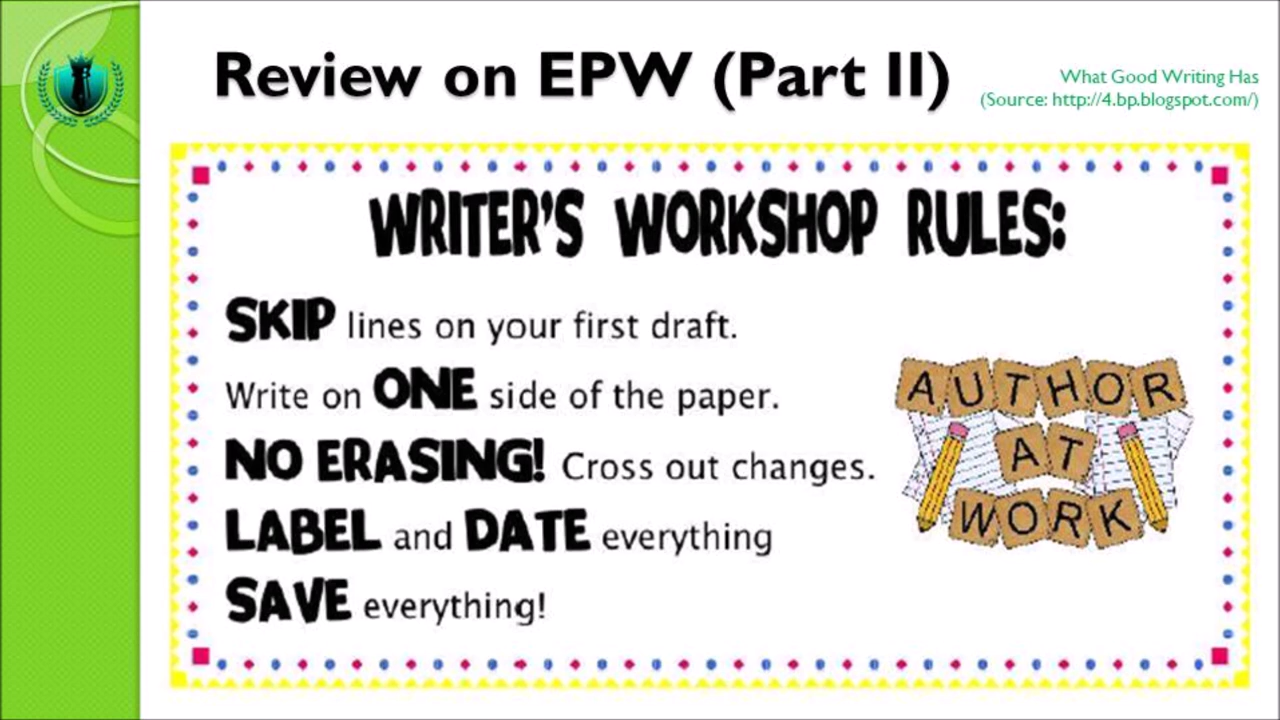 Review on EPW (Part II)
What Good Writing Has
(Source: http://4.bp.blogspot.com/)
WRITER'S WORKSHOP RULES:
SKIP lines on your first draft.
Write on ONE side of the paper.
NO ERASING! Cross out changes.
LABEL and DATE everything
SAVE everything!
AUTHOR
AT
WORK